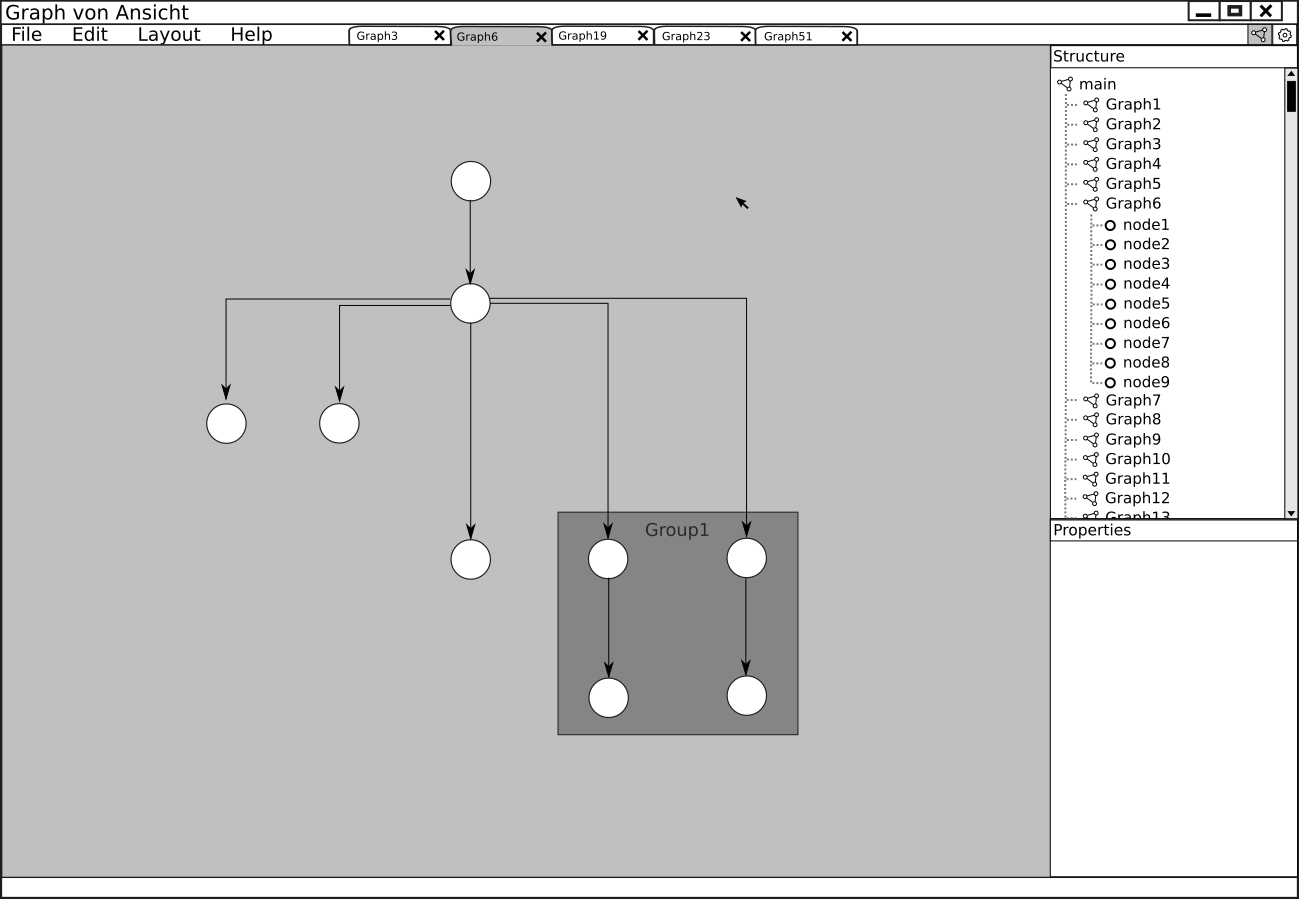 Graph von Ansicht
File Edit Layout Help Graph3 Graph6 Graph19 Graph23 Graph51
Structure
main
Graph1
Graph2
Graph3
Graph4
Graph5
Graph6
node1
node2
node3
node4
node5
node6
node7
node8
node9
Graph7
Graph8
Graph9
Graph10
Graph11
Graph12
Graph13
Properties
Group1